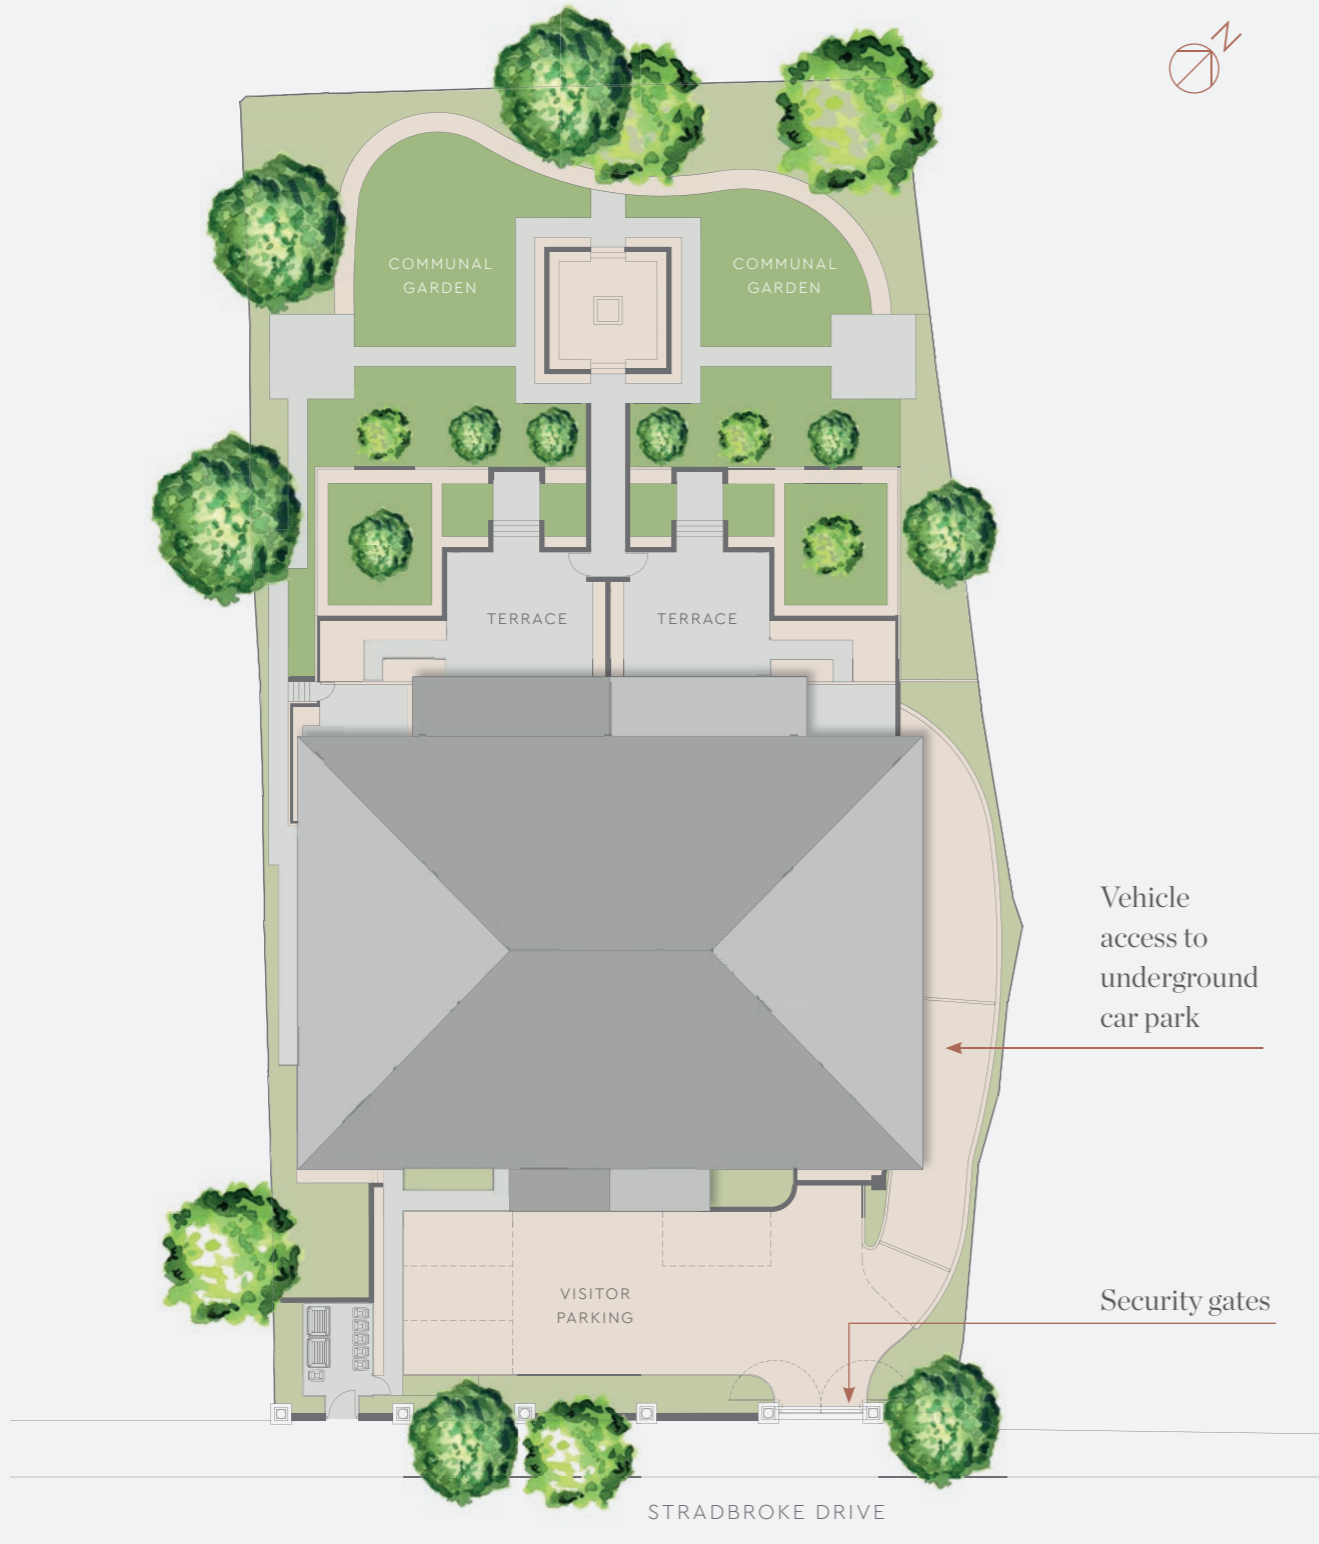 N
COMMUNAL
GARDEN
COMMUNAL
GARDEN
TERRACE
TERRACE
Vehicle
access to
underground
car park
VISITOR
PARKING
Security gates
STRADBROKE DRIVE